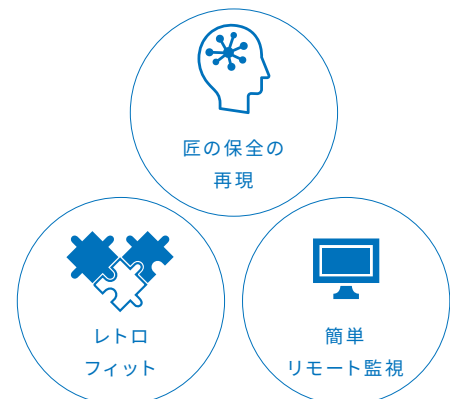 匠の保全の
再現
レトロ
フィット
簡単
リモート監視